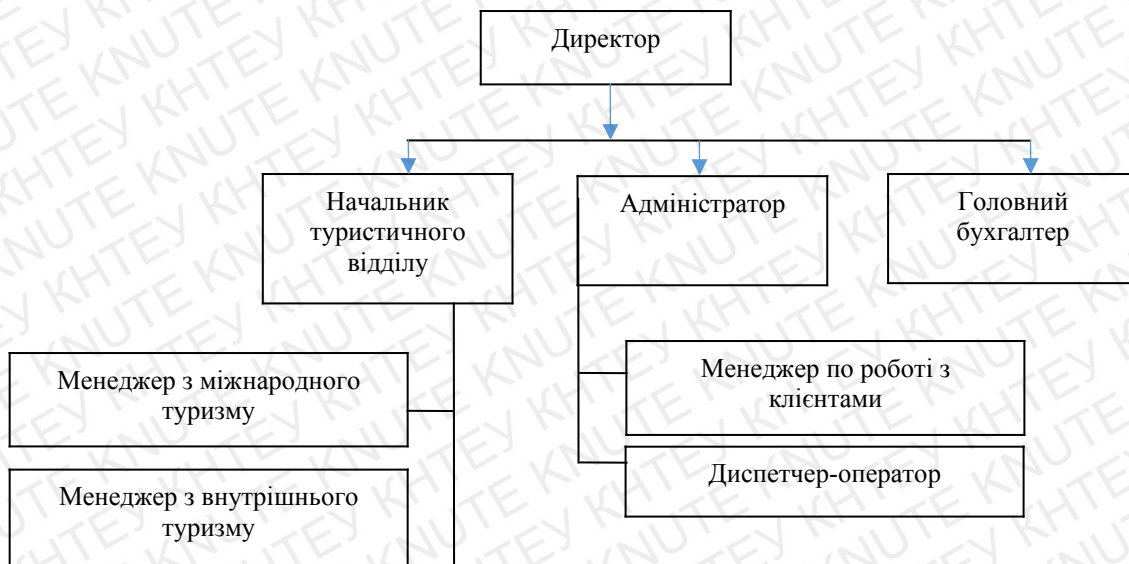 Директор
Начальник
туристичного
відділу
Адміністратор
Головний
бухгалтер
Менеджер з міжнародного
туризму
Менеджер по роботі з
клієнтами
Менеджер з внутрішнього
туризму
Диспетчер-оператор